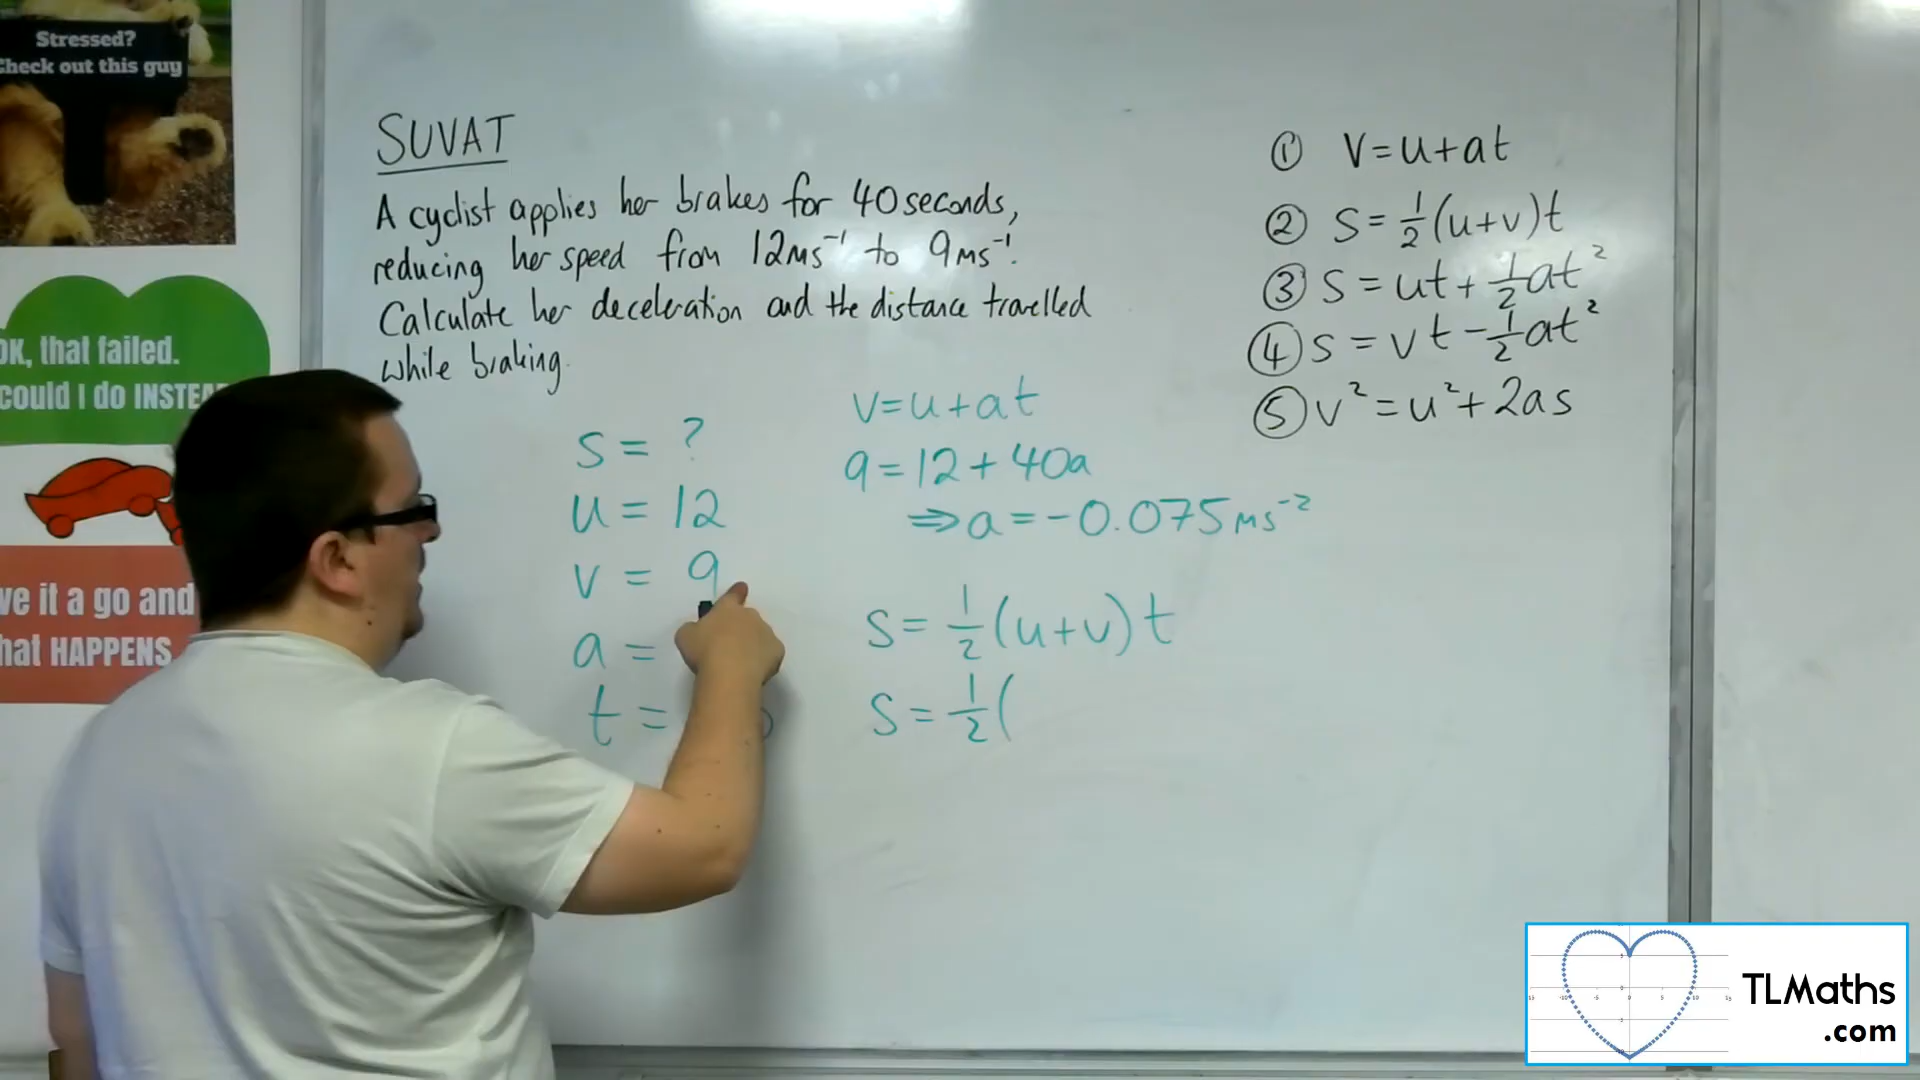 Stressed?
Check out this guy
OK, that failed.
could I do INSTEA
ve it a go and
hat HAPPENS
SUVAT
A cyclist applies her brakes for 40 seconds,
reducing her speed from 12ms⁻¹ to 9ms⁻¹.
Calculate her deceleration and the distance travelled
while braking.
s = ?
u = 12
v = 9
a =
t =
v=u+at
9=12+40a
⇒a=-0.075ms⁻²
s=½(u+v)t
s=½(
① v=u+at
② s=½(u+v)t
③ s=ut+½at²
④ s=vt-½at²
⑤ v²=u²+2as
TLMaths
.com